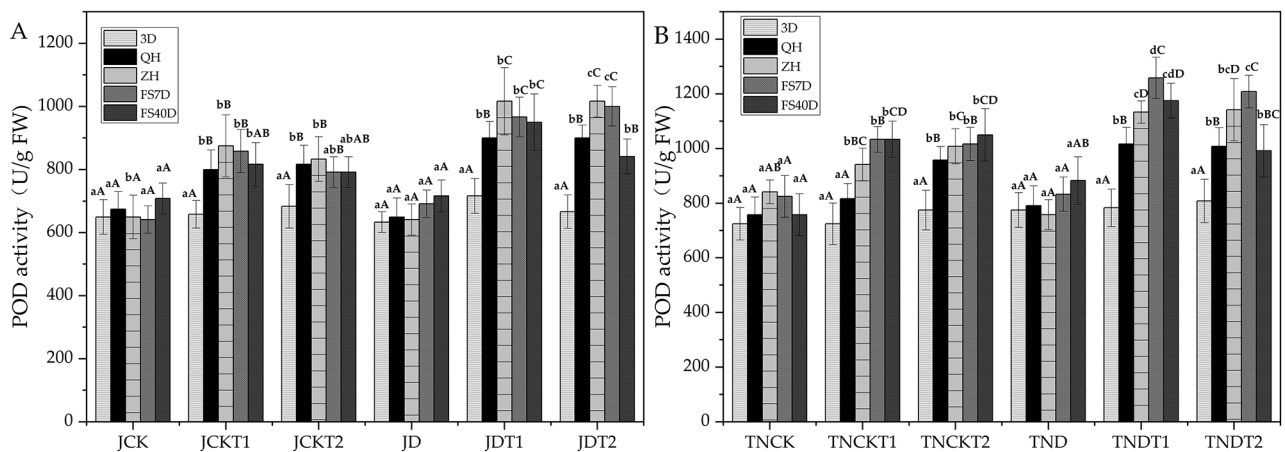 A
POD activity (U/g FW)
1200
1000
800
600
400
200
0
3D
QH
ZH
FS7D
FS40D
aA aA bA aA aA
aA bB bB bB bAB
aA bB bB abB abAB
aA aA aA aA aA
aA bB bC bC bC
aA bB cC cC bB
JCK JCKT1 JCKT2 JD JDT1 JDT2
B
POD activity (U/g FW)
1400
1200
1000
800
600
400
200
0
3D
QH
ZH
FS7D
FS40D
aA aA aAB aA aA
aA aA bBC bB bCD
aA bB bC bB bCD
aA aA aA aA aAB
aA bB cD dC cdD
aA bB bcD cC bBC
TNCK TNCKT1 TNCKT2 TND TNDT1 TNDT2